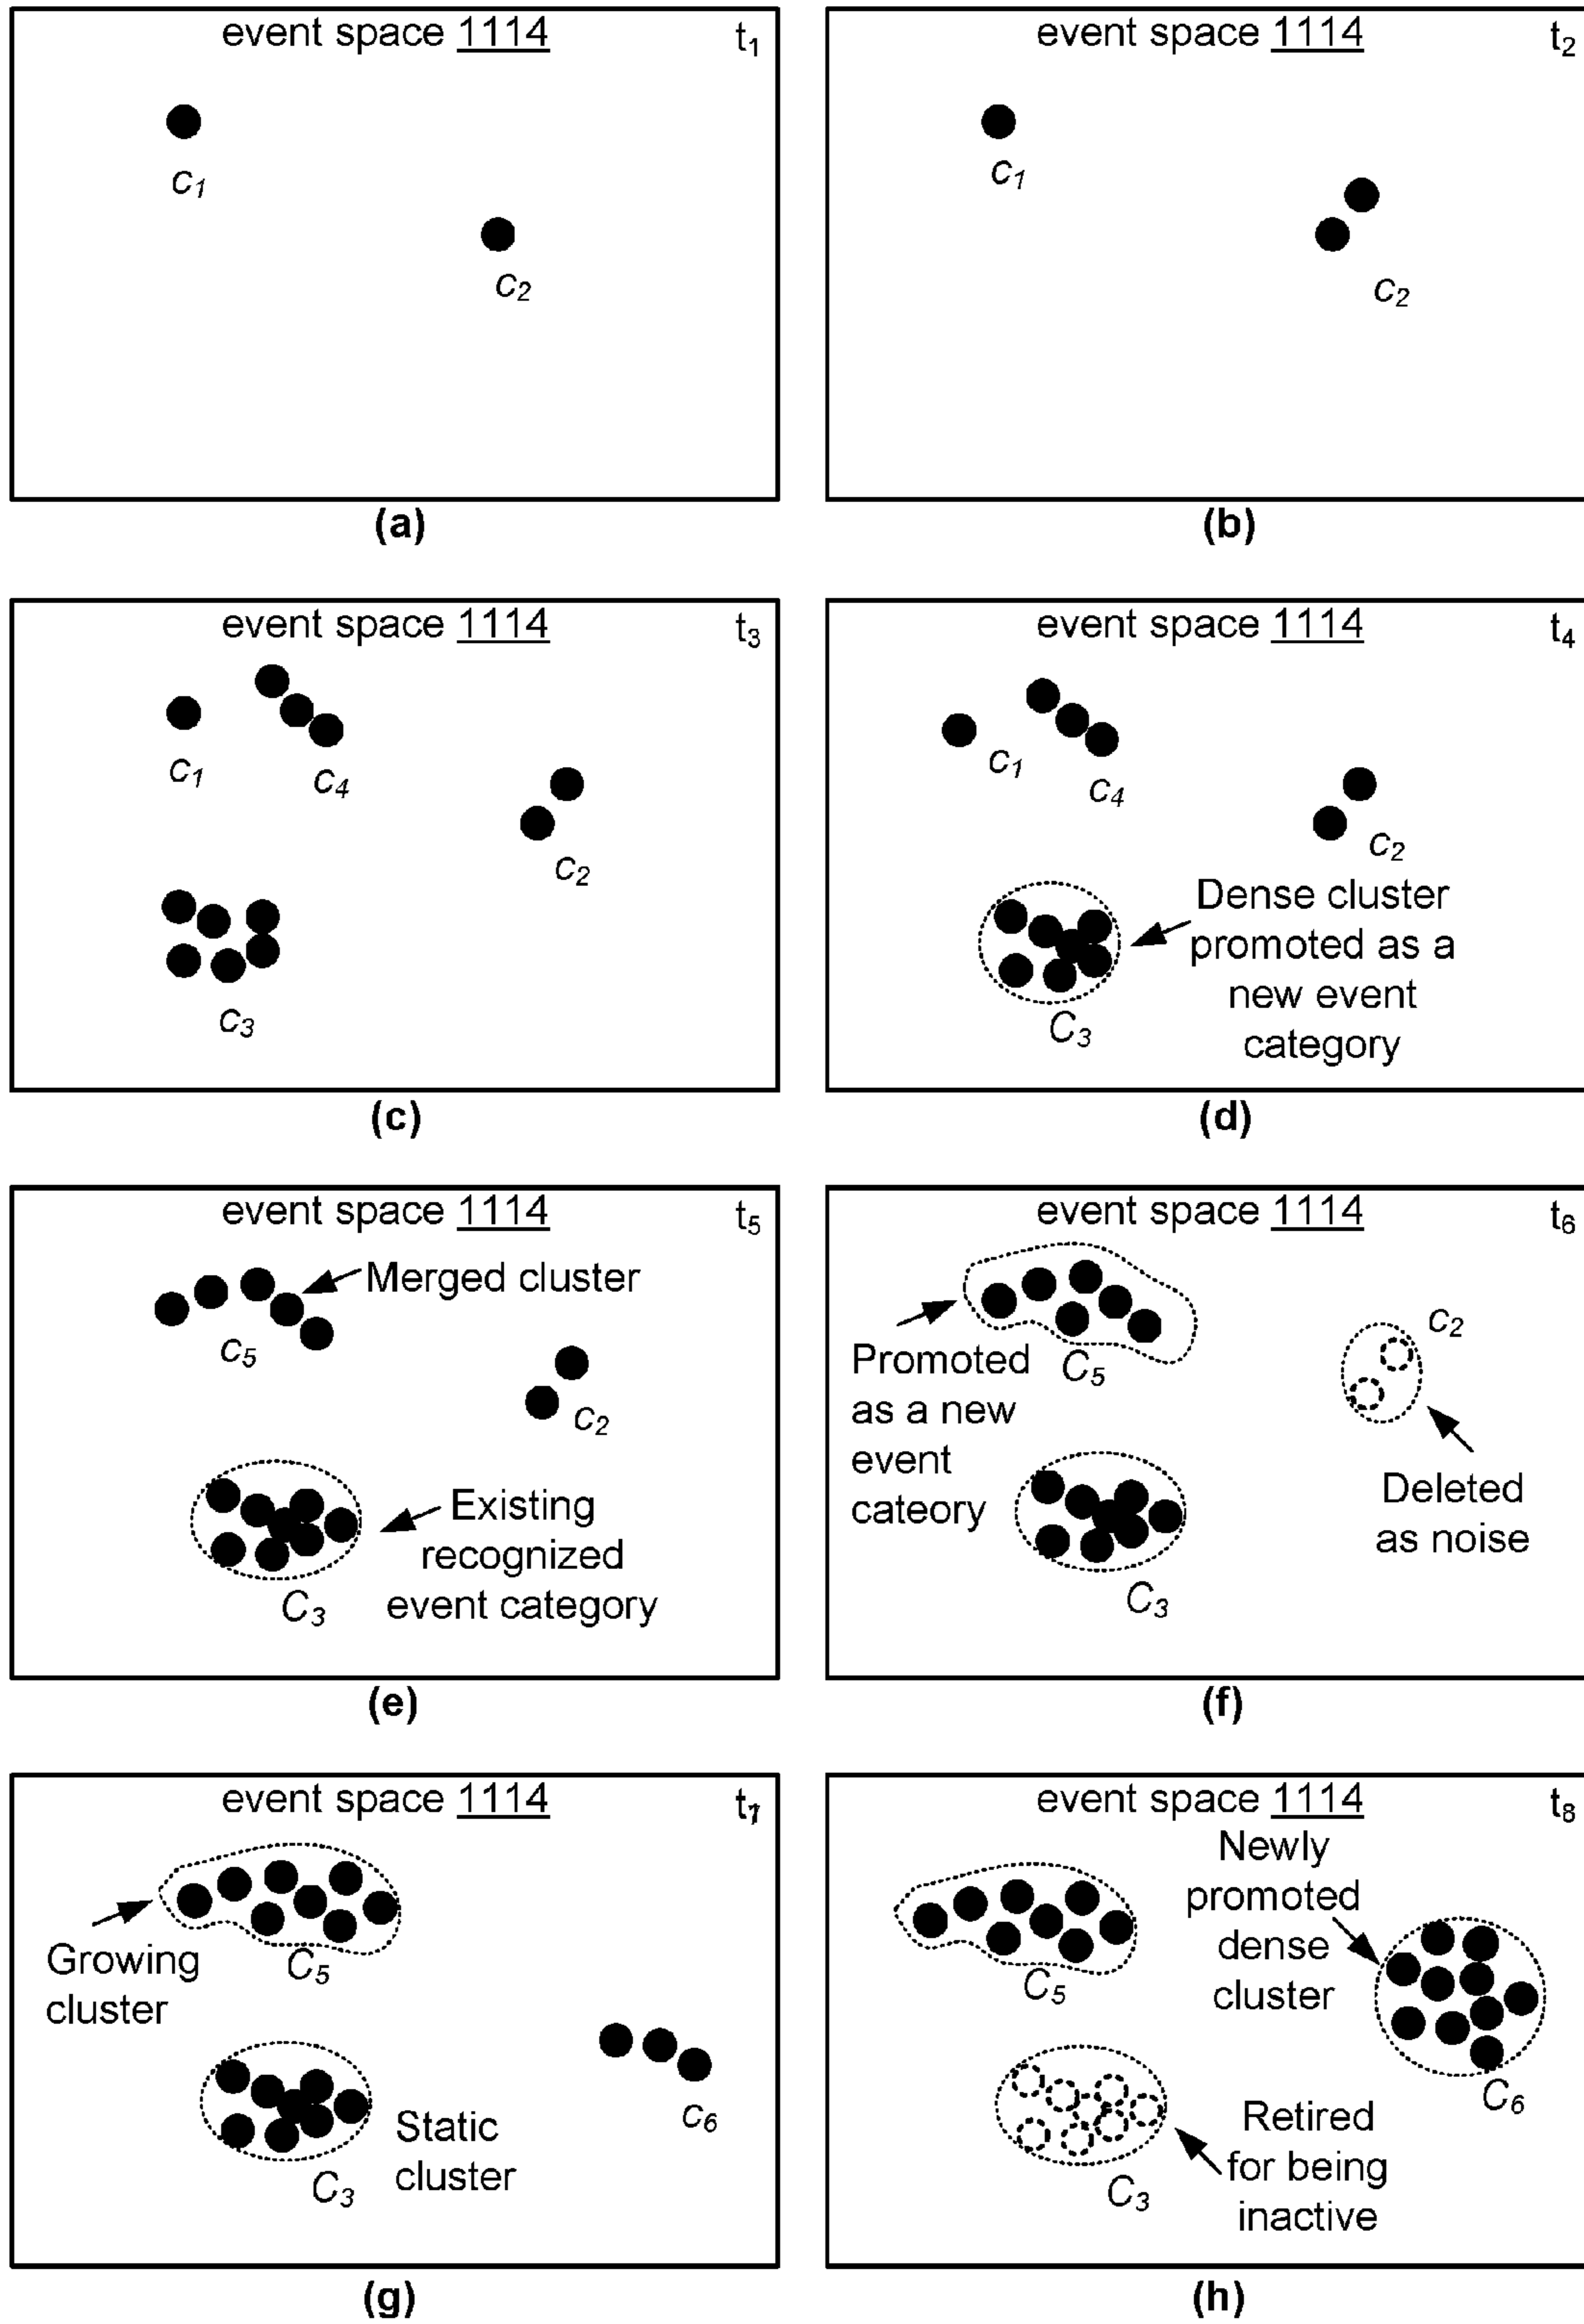 event space 1114 t1
c1
c2
(a)
event space 1114 t2
c1
c2
(b)
event space 1114 t3
c1
c4
c2
c3
(c)
event space 1114 t4
c1
c4
c2
Dense cluster
promoted as a
new event
category
C3
(d)
event space 1114 t5
Merged cluster
c5
c2
Existing
recognized
event category
C3
(e)
event space 1114 t6
c2
Promoted
as a new
event
cateory
C5
Deleted
as noise
C3
(f)
event space 1114 t7
Growing
cluster
C5
c6
Static
cluster
C3
(g)
event space 1114 t8
Newly
promoted
dense
cluster
C5
C6
Retired
for being
inactive
C3
(h)